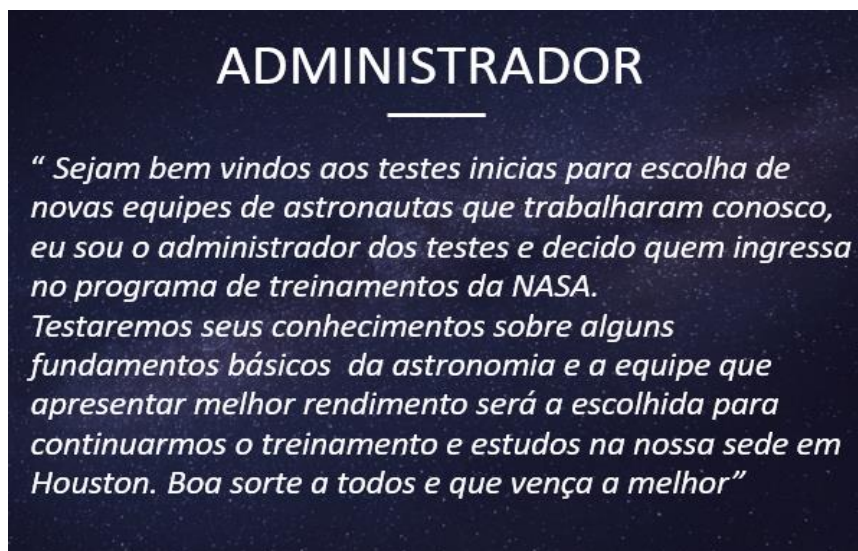 ADMINISTRADOR
“ Sejam bem vindos aos testes inicias para escolha de
novas equipes de astronautas que trabalharam conosco,
eu sou o administrador dos testes e decido quem ingressa
no programa de treinamentos da NASA.
Testaremos seus conhecimentos sobre alguns
fundamentos básicos  da astronomia e a equipe que
apresentar melhor rendimento será a escolhida para
continuarmos o treinamento e estudos na nossa sede em
Houston. Boa sorte a todos e que vença a melhor”